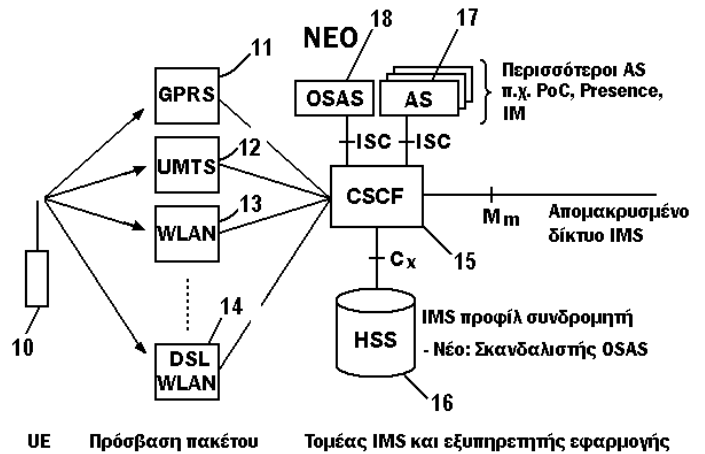 ΝΕΟ
18
17
11
GPRS
OSAS
AS
Περισσότεροι AS
π.χ. PoC, Presence,
IM
12
UMTS
ISC
ISC
13
WLAN
CSCF
Mm
Απομακρυσμένο
δίκτυο IMS
15
Cx
10
14
DSL
WLAN
HSS
IMS προφίλ συνδρομητή
- Νέο: Σκανδαλιστής OSAS
16
UE
Πρόσβαση πακέτου
Τομέας IMS και εξυπηρετητής εφαρμογής